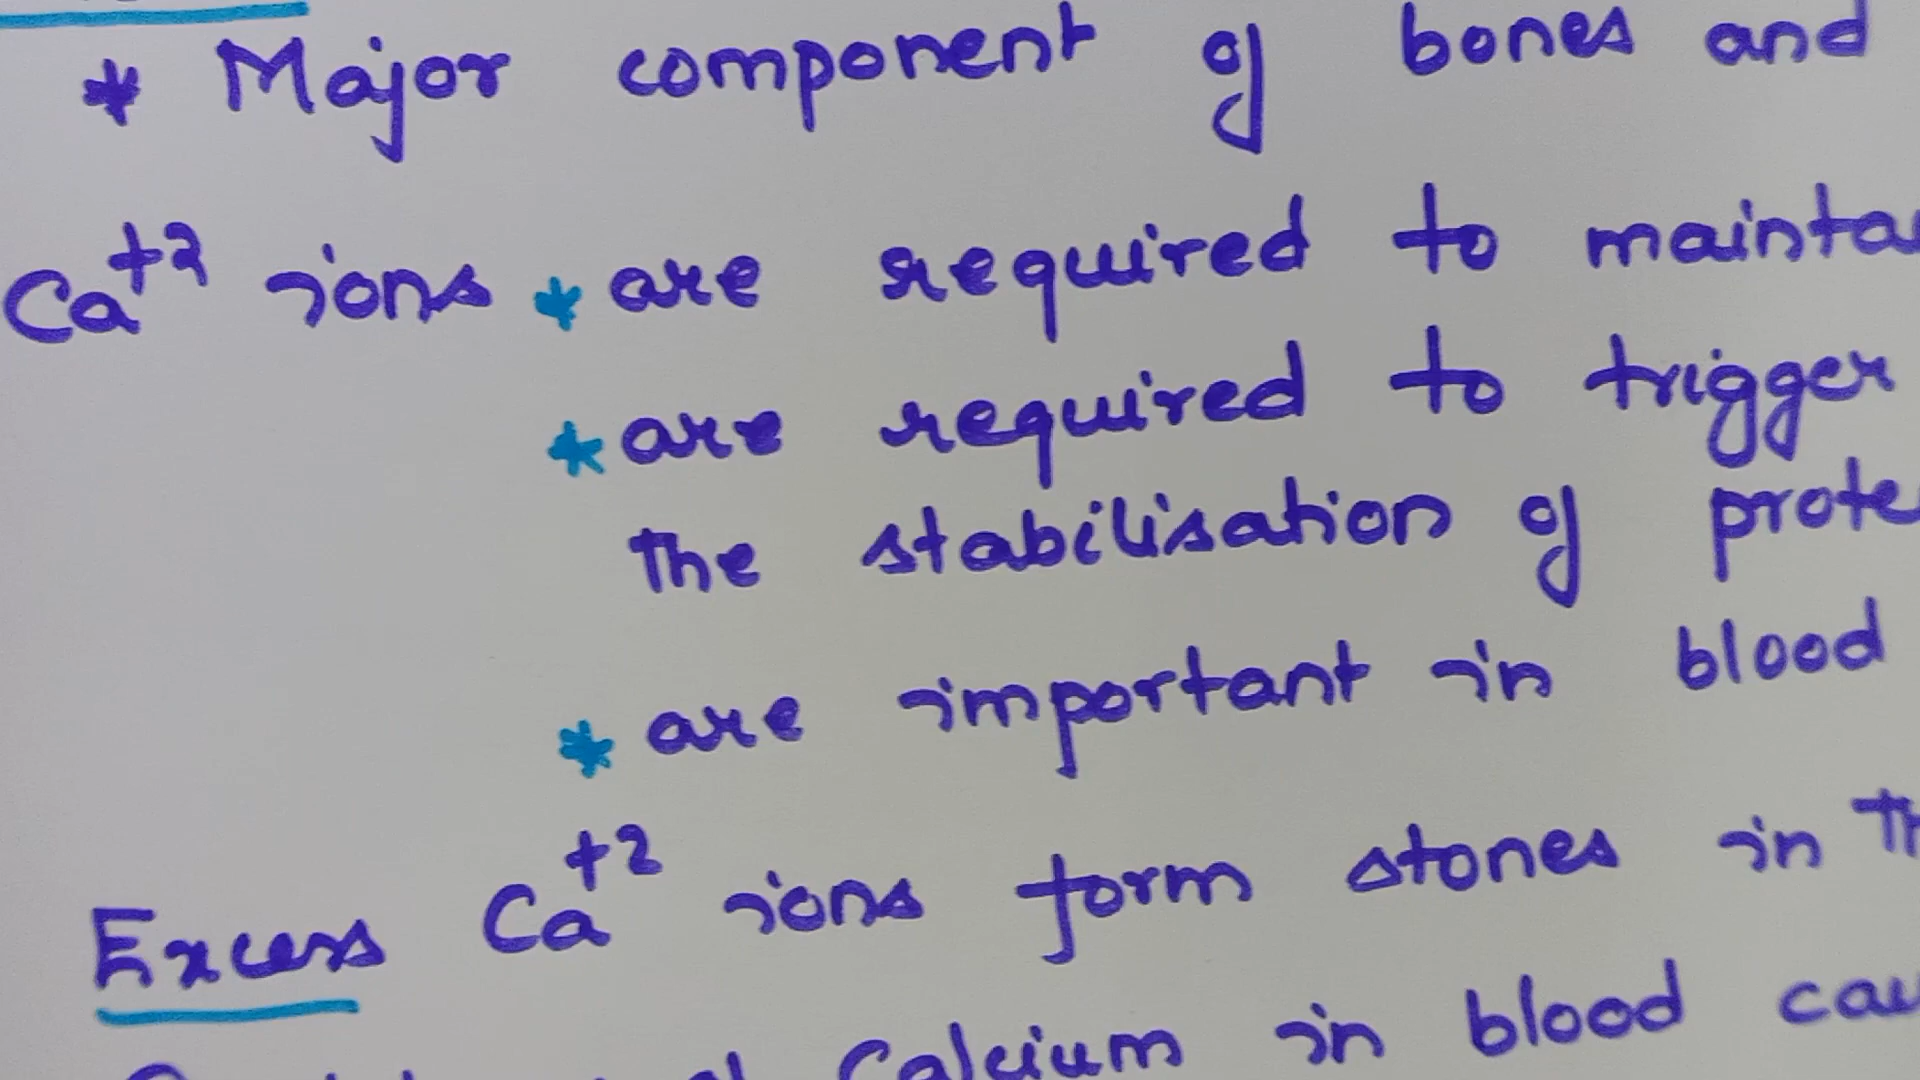 * Major component of bones and
Ca+2 ions * are required to mainta
* are required to trigger
the stabilisation of prote
* are important in blood
Excess Ca+2 ions form stones in th
Calcium in blood cau